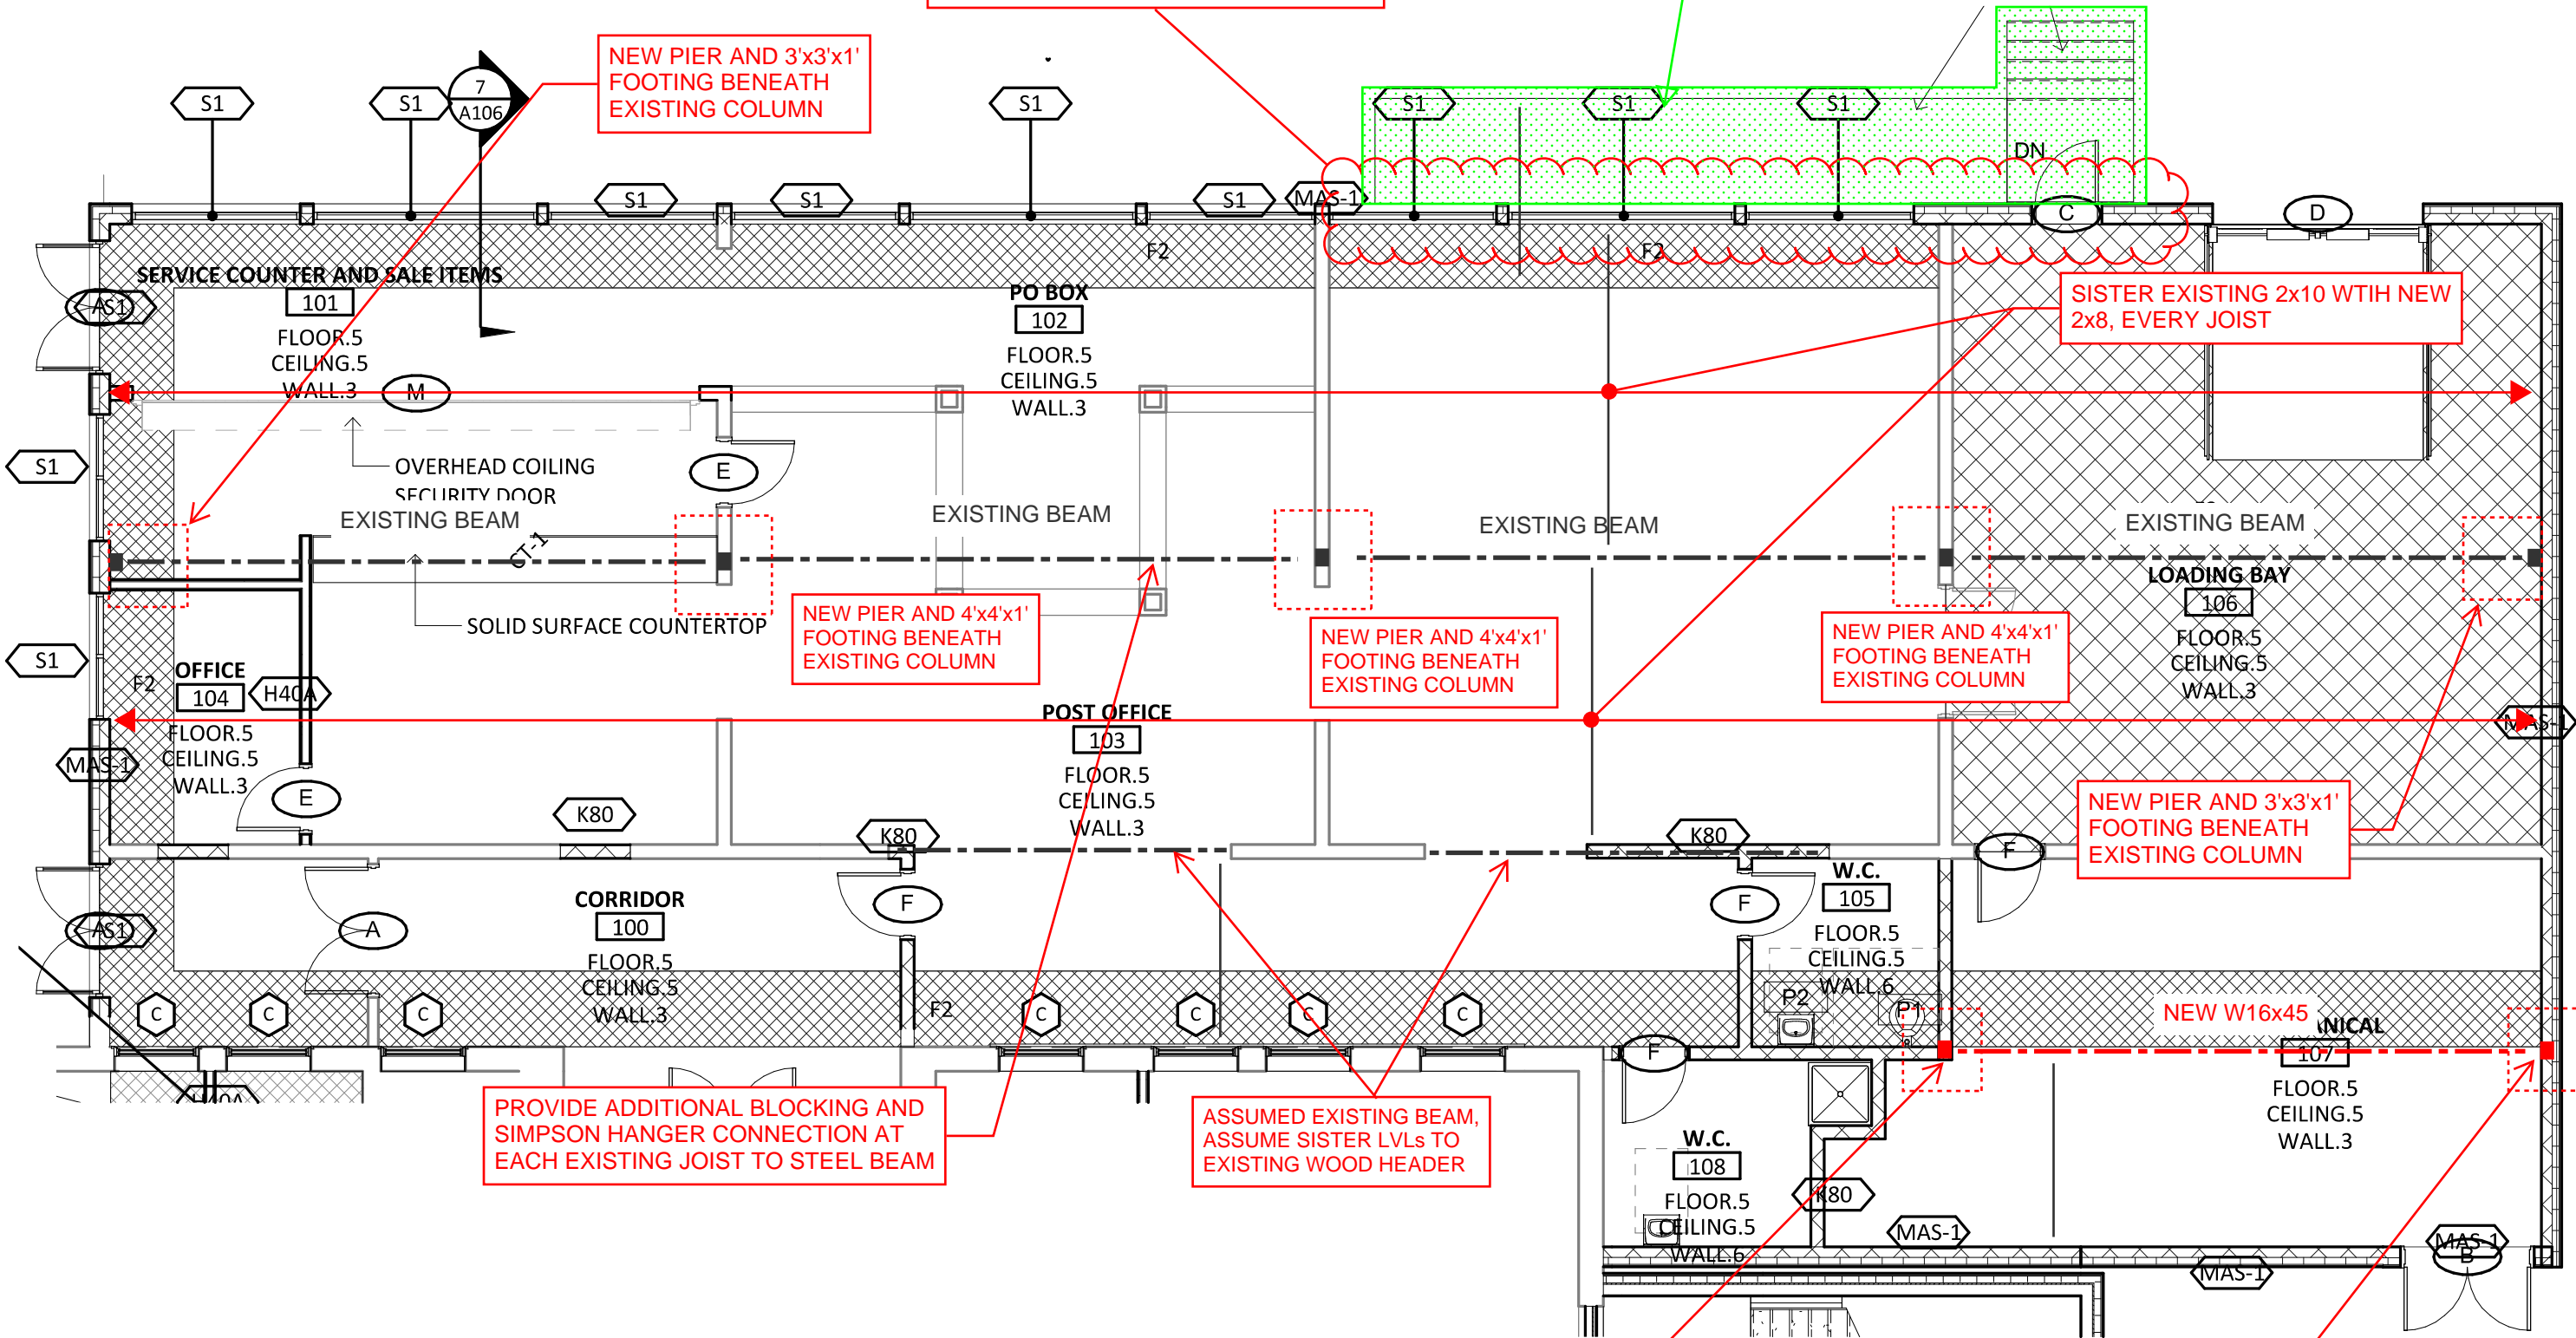 NEW PIER AND 3'x3'x1'
FOOTING BENEATH
EXISTING COLUMN
7
A106
S1
S1
S1
S1
S1
S1
S1
S1
S1
MAS-1
DN
C
D
F2
F2
SERVICE COUNTER AND SALE ITEMS
101
FLOOR.5
CEILING.5
WALL.3
M
PO BOX
102
FLOOR.5
CEILING.5
WALL.3
SISTER EXISTING 2x10 WTIH NEW
2x8, EVERY JOIST
A
S1
S1
S1
OVERHEAD COILING
SECURITY DOOR
E
EXISTING BEAM
EXISTING BEAM
EXISTING BEAM
EXISTING BEAM
CT-1
SOLID SURFACE COUNTERTOP
NEW PIER AND 4'x4'x1'
FOOTING BENEATH
EXISTING COLUMN
NEW PIER AND 4'x4'x1'
FOOTING BENEATH
EXISTING COLUMN
NEW PIER AND 4'x4'x1'
FOOTING BENEATH
EXISTING COLUMN
LOADING BAY
106
FLOOR.5
CEILING.5
WALL.3
F2
OFFICE
104
H40A
FLOOR.5
CEILING.5
WALL.3
MAS-1
E
POST OFFICE
103
FLOOR.5
CEILING.5
WALL.3
MAS-1
K80
K80
K80
F
NEW PIER AND 3'x3'x1'
FOOTING BENEATH
EXISTING COLUMN
A
S1
A
CORRIDOR
100
FLOOR.5
CEILING.5
WALL.3
F
F
W.C.
105
FLOOR.5
CEILING.5
WALL.6
P2
P1
C
C
C
F2
C
C
C
C
F
NEW W16x45
ANICAL
107
FLOOR.5
CEILING.5
WALL.3
H40A
PROVIDE ADDITIONAL BLOCKING AND
SIMPSON HANGER CONNECTION AT
EACH EXISTING JOIST TO STEEL BEAM
ASSUMED EXISTING BEAM,
ASSUME SISTER LVLs TO
EXISTING WOOD HEADER
W.C.
108
FLOOR.5
CEILING.5
WALL.6
K80
MAS-1
MAS-1
B
MAS-1